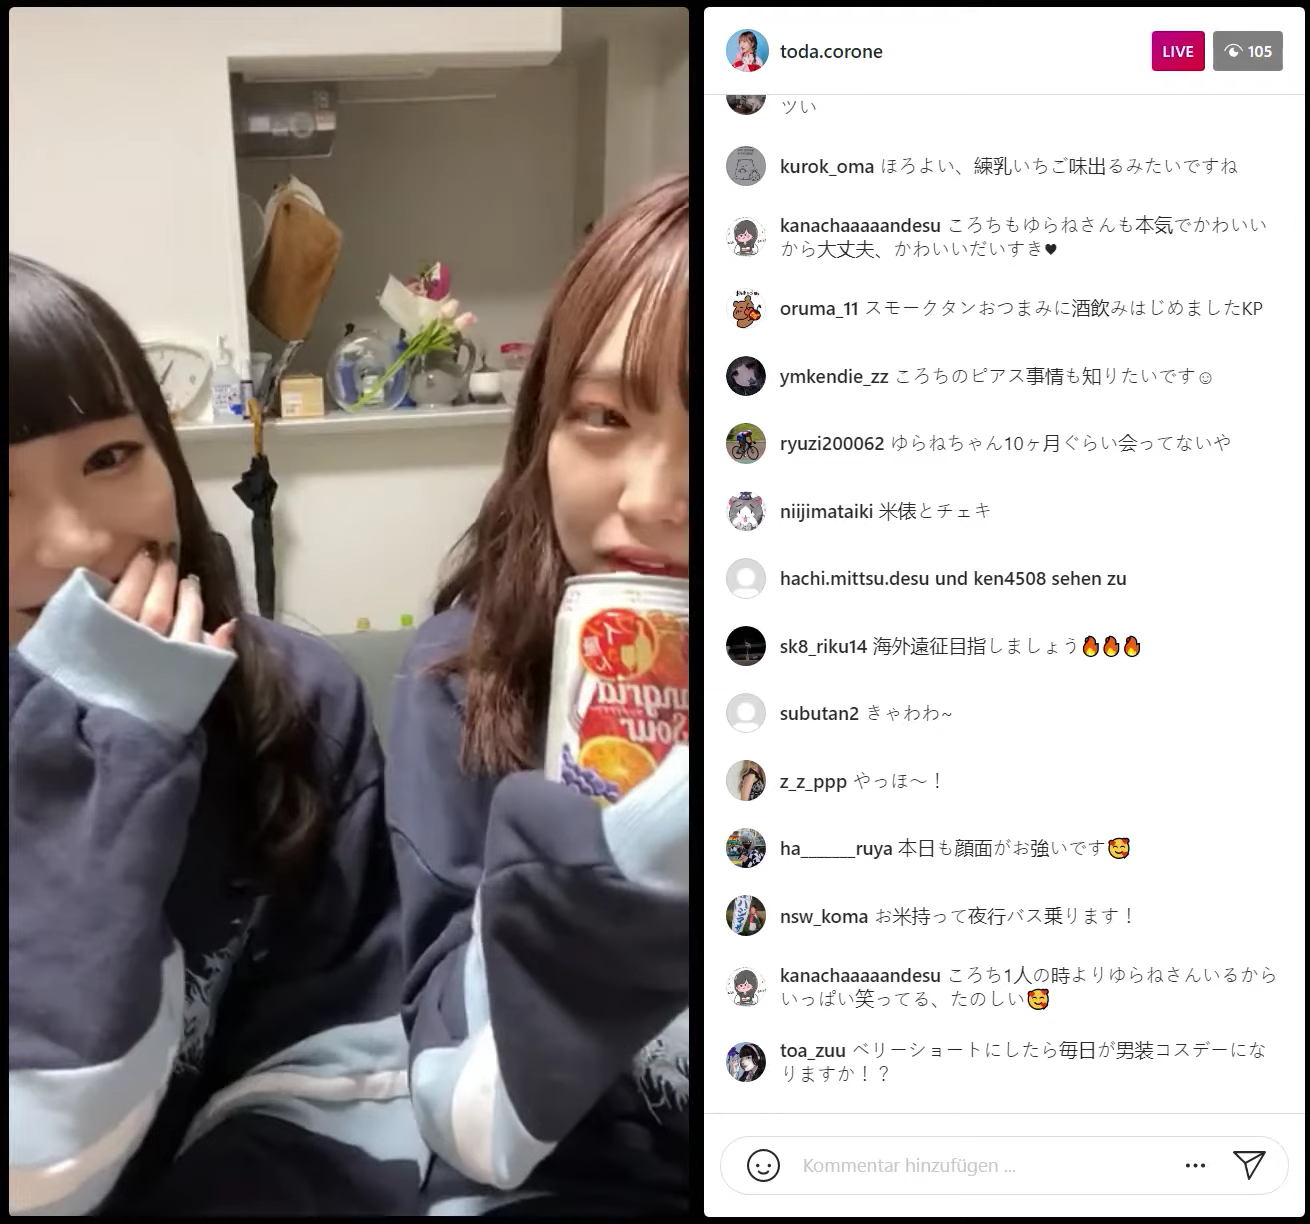 toda.corone
LIVE
105
ツい
kurok_oma ほろよい、練乳いちご味出るみたいですね
kanachaaaaandesu ころちもゆらねさんも本気でかわいい
から大丈夫、かわいいだいすき♥
oruma_11 スモークタンおつまみに酒飲みはじめましたKP
ymkendie_zz ころちのピアス事情も知りたいです☺
ryuzi200062 ゆらねちゃん10ヶ月ぐらい会ってないや
niijimataiki 米俵とチェキ
hachi.mittsu.desu und ken4508 sehen zu
sk8_riku14 海外遠征目指しましょう🔥🔥🔥
subutan2 きゃわわ~
z_z_ppp やっほ〜！
ha_______ruya 本日も顔面がお強いです🥰
nsw_koma お米持って夜行バス乗ります！
kanachaaaaandesu ころち1人の時よりゆらねさんいるから
いっぱい笑ってる、たのしい🥰
toa_zuu ベリーショートにしたら毎日が男装コスデーにな
りますか！？
Kommentar hinzufügen ...
angria
Sour